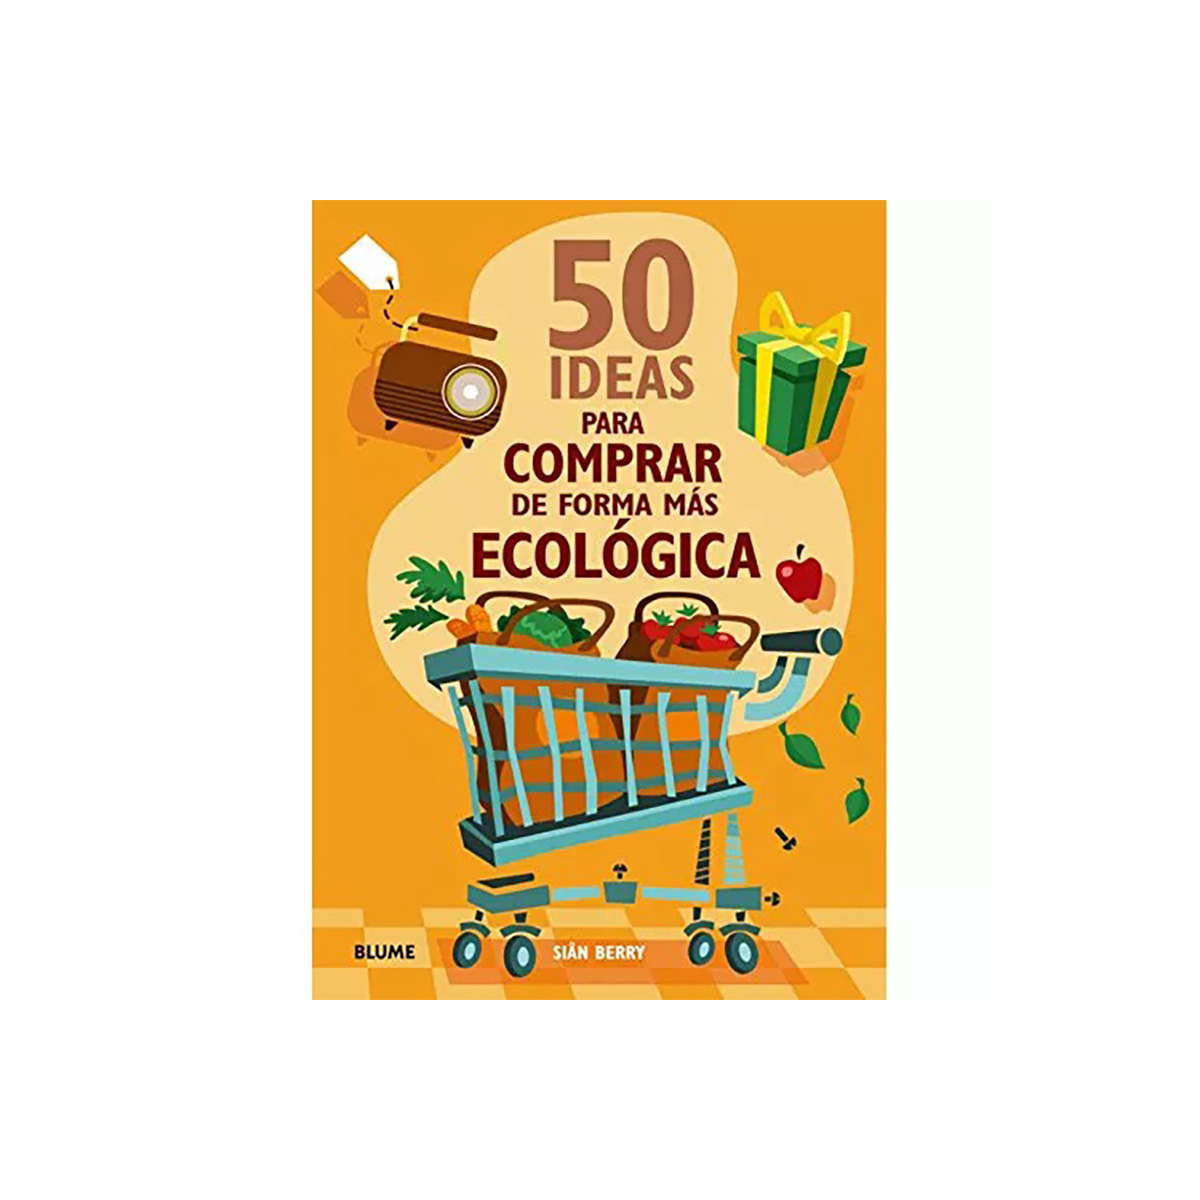 50
IDEAS
PARA
COMPRAR
DE FORMA MÁS
ECOLÓGICA
BLUME
SIÂN BERRY